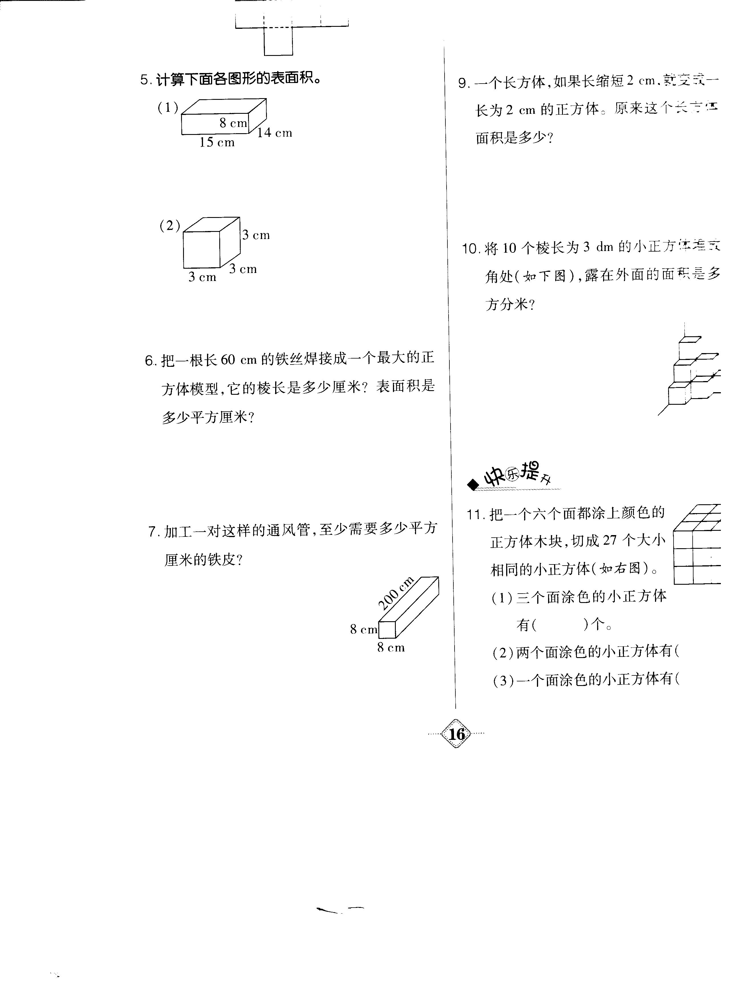 5. 计算下面各图形的表面积。
(1)
8 cm
14 cm
15 cm
(2)
3 cm
3 cm
3 cm
6. 把一根长 60 cm 的铁丝焊接成一个最大的正
方体模型,它的棱长是多少厘米? 表面积是
多少平方厘米?
7. 加工一对这样的通风管,至少需要多少平方
厘米的铁皮?
200 cm
8 cm
8 cm
9. 一个长方体,如果长缩短 2 cm,就变成一
长为 2 cm 的正方体。原来这个长方体
面积是多少?
10. 将 10 个棱长为 3 dm 的小正方体堆成
角处(如下图),露在外面的面积是多
方分米?
快乐提升
11. 把一个六个面都涂上颜色的
正方体木块,切成 27 个大小
相同的小正方体(如右图)。
(1)三个面涂色的小正方体
有( )个。
(2)两个面涂色的小正方体有(
(3)一个面涂色的小正方体有(
16